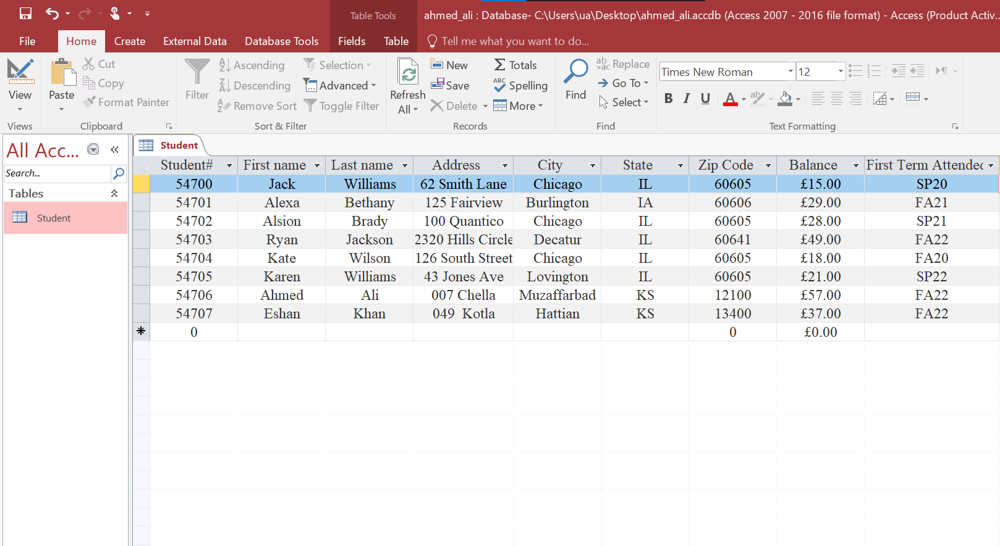 Table Tools
ahmed_ali : Database- C:\Users\ua\Desktop\ahmed_ali.accdb (Access 2007 - 2016 file format) - Access (Product Activ...
File Home Create External Data Database Tools Fields Table Tell me what you want to do...
View
Views
Paste
Cut
Copy
Format Painter
Clipboard
Filter
Ascending
Descending
Remove Sort
Selection
Advanced
Toggle Filter
Sort & Filter
Refresh
All
New
Save
Delete
Totals
Spelling
More
Records
Find
Replace
Go To
Select
Find
Times New Roman 12
B I U A
Text Formatting
All Acc...
Search...
Tables
Student
Student
Student# First name Last name Address City State Zip Code Balance First Term Attended
54700 Jack Williams 62 Smith Lane Chicago IL 60605 £15.00 SP20
54701 Alexa Bethany 125 Fairview Burlington IA 60606 £29.00 FA21
54702 Alsion Brady 100 Quantico Chicago IL 60605 £28.00 SP21
54703 Ryan Jackson 2320 Hills Circle Decatur IL 60641 £49.00 FA22
54704 Kate Wilson 126 South Street Chicago IL 60605 £18.00 FA20
54705 Karen Williams 43 Jones Ave Lovington IL 60605 £21.00 SP22
54706 Ahmed Ali 007 Chella Muzaffarbad KS 12100 £57.00 FA22
54707 Eshan Khan 049 Kotla Hattian KS 13400 £37.00 FA22
0 0 £0.00